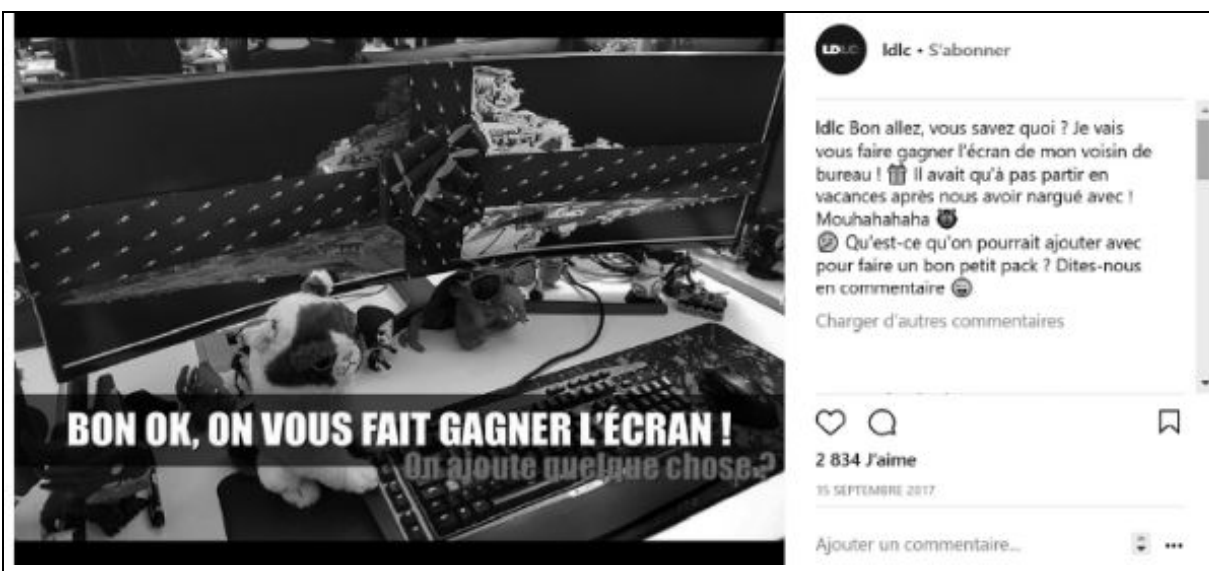 BON OK, ON VOUS FAIT GAGNER L'ÉCRAN !
On ajoute quelque chose ?
LDLC
ldlc • S'abonner
ldlc Bon allez, vous savez quoi ? Je vais
vous faire gagner l'écran de mon voisin de
bureau ! 🎁 Il avait qu'à pas partir en
vacances après nous avoir nargué avec !
Mouhahahaha 😈
🤔 Qu'est-ce qu'on pourrait ajouter avec
pour faire un bon petit pack ? Dites-nous
en commentaire 😄
Charger d'autres commentaires
2 834 J'aime
15 SEPTEMBRE 2017
Ajouter un commentaire...